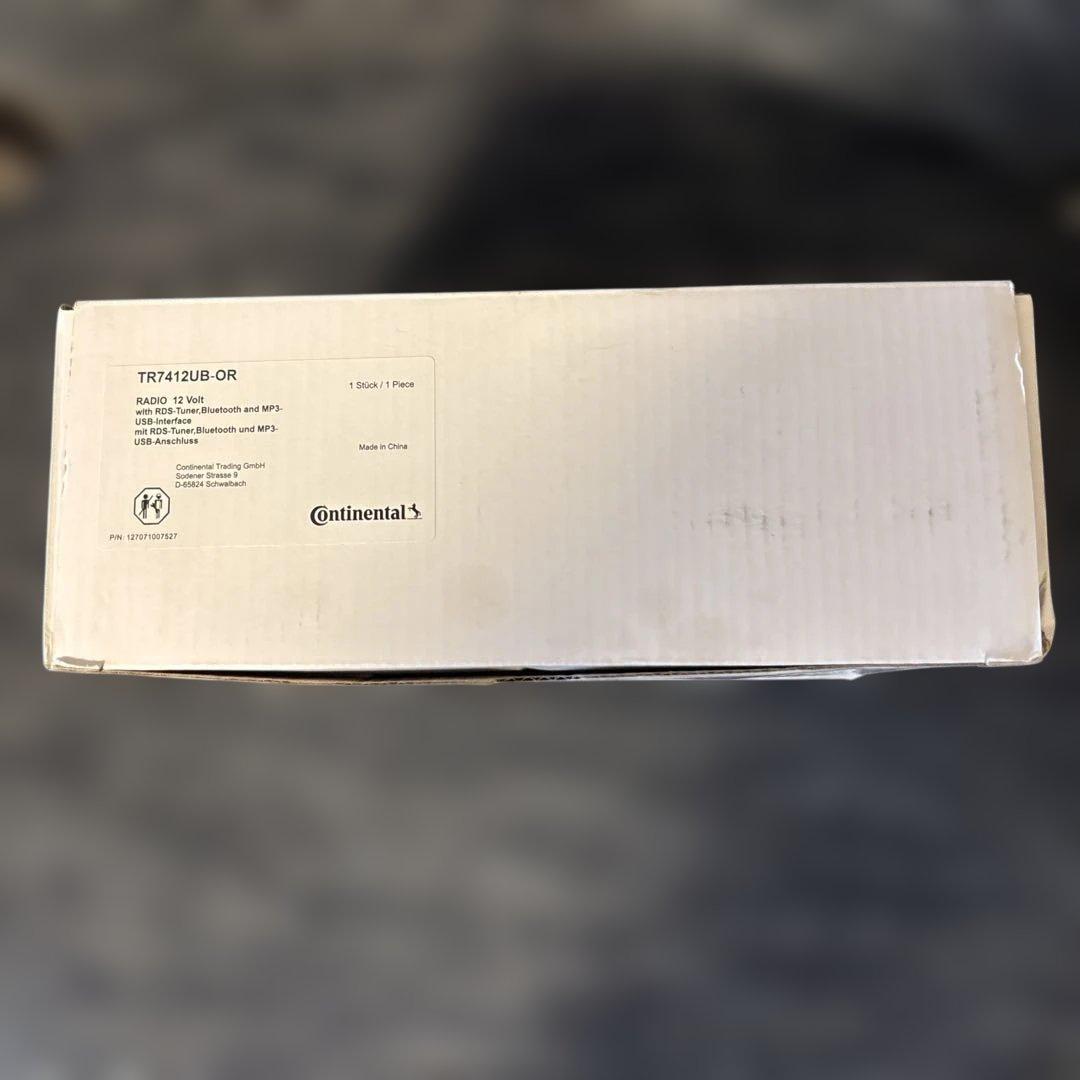 TR7412UB-OR
1 Stück / 1 Piece
RADIO 12 Volt
with RDS-Tuner,Bluetooth and MP3-
USB-Interface
mit RDS-Tuner,Bluetooth und MP3-
USB-Anschluss
Made in China
Continental Trading GmbH
Sodener Strasse 9
D-65824 Schwalbach
Continental
P/N: 127071007527